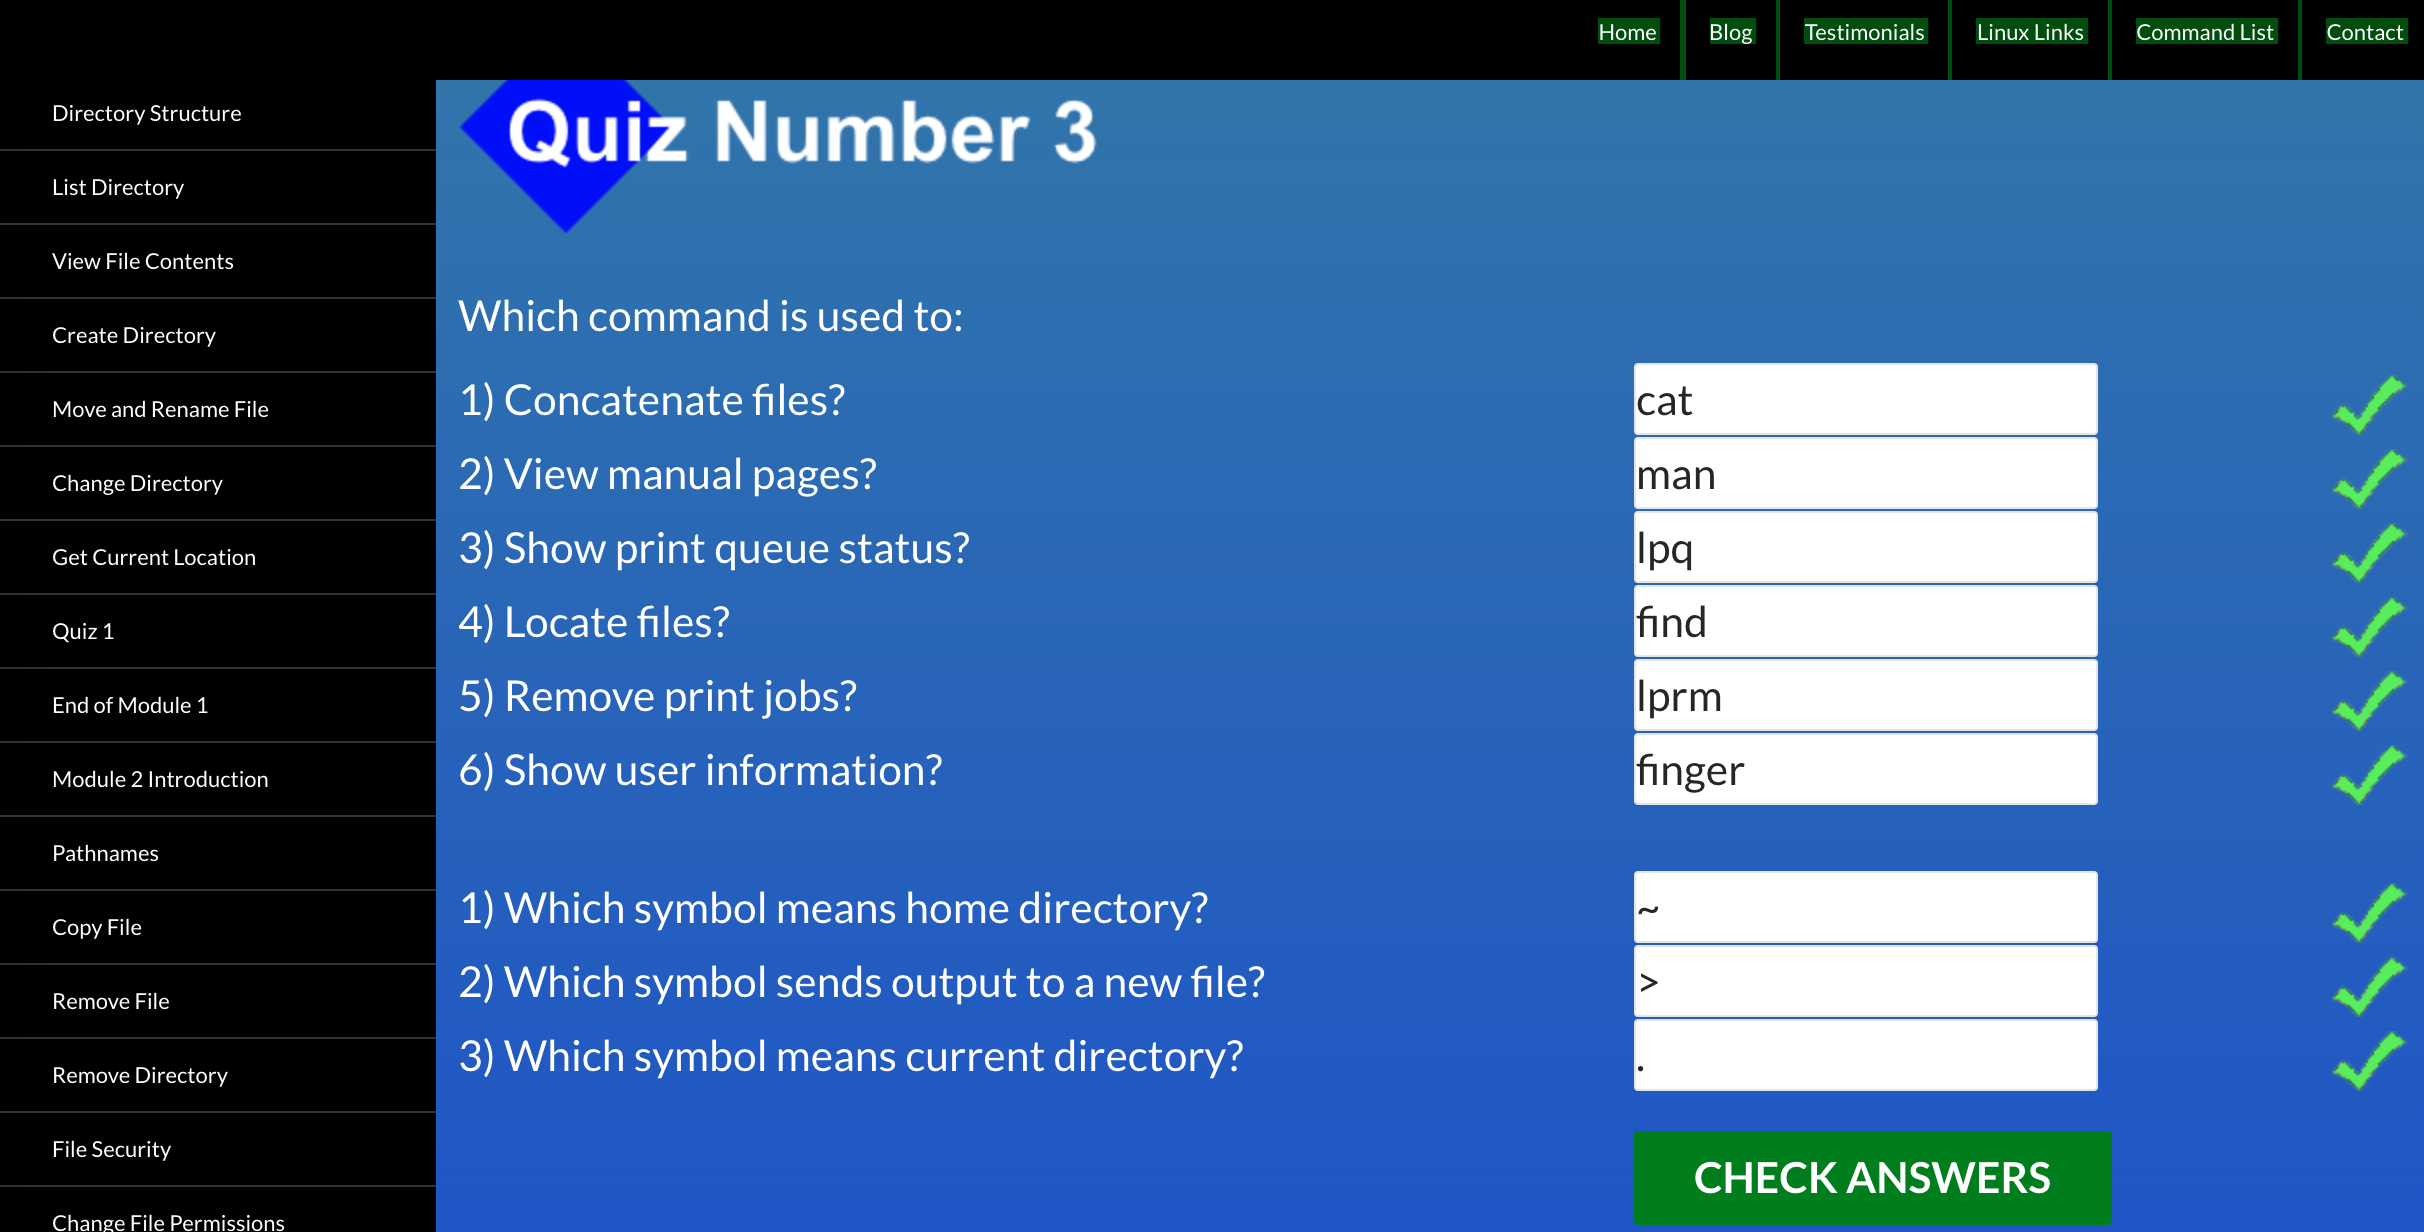 Home
Blog
Testimonials
Linux Links
Command List
Contact
Directory Structure
List Directory
View File Contents
Create Directory
Move and Rename File
Change Directory
Get Current Location
Quiz 1
End of Module 1
Module 2 Introduction
Pathnames
Copy File
Remove File
Remove Directory
File Security
Change File Permissions
Quiz Number 3
Which command is used to:
1) Concatenate files? cat
2) View manual pages? man
3) Show print queue status? lpq
4) Locate files? find
5) Remove print jobs? lprm
6) Show user information? finger
1) Which symbol means home directory? ~
2) Which symbol sends output to a new file? >
3) Which symbol means current directory? .
CHECK ANSWERS